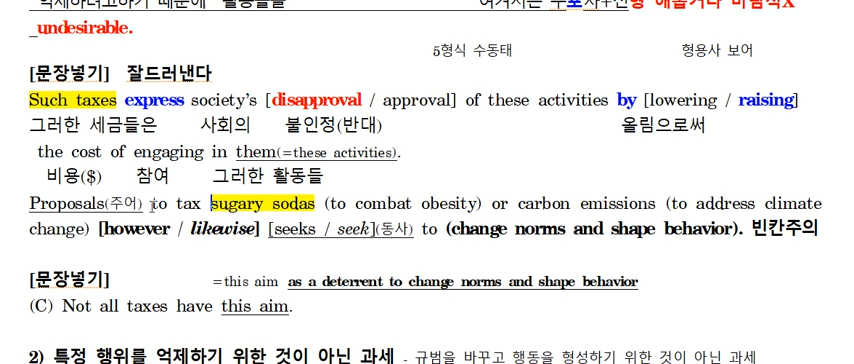 undesirable.
5형식 수동태 형용사 보어
[문장넣기] 잘드러낸다
Such taxes express society's [disapproval / approval] of these activities by [lowering / raising]
그러한 세금들은 사회의 불인정(반대) 올림으로써
the cost of engaging in them(=these activities).
비용($) 참여 그러한 활동들
Proposals(주어) to tax sugary sodas (to combat obesity) or carbon emissions (to address climate
change) [however / likewise] [seeks / seek](동사) to (change norms and shape behavior). 빈칸주의
[문장넣기] =this aim as a deterrent to change norms and shape behavior
(C) Not all taxes have this aim.
2) 특정 행위를 억제하기 위한 것이 아닌 과세 - 규범을 바꾸고 행동을 형성하기 위한 것이 아닌 과세